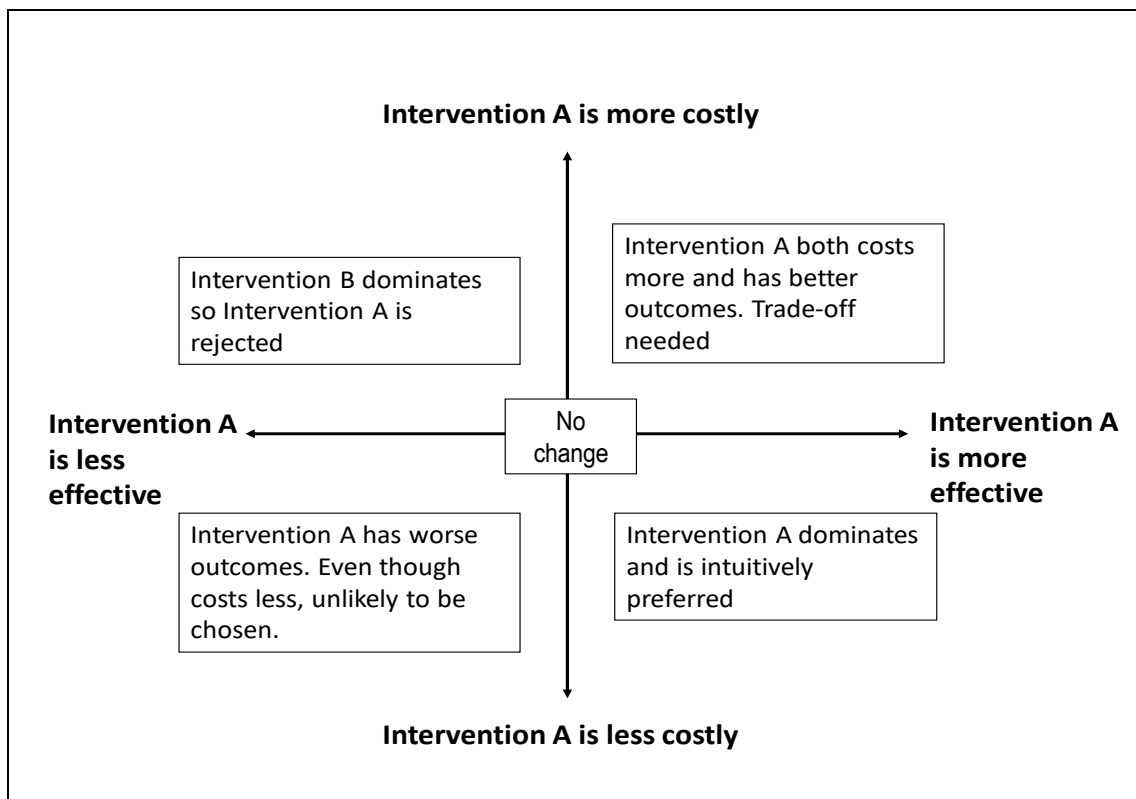 Intervention A is more costly
Intervention B dominates
so Intervention A is
rejected
Intervention A both costs
more and has better
outcomes. Trade-off
needed
Intervention A
is less
effective
No
change
Intervention A
is more
effective
Intervention A has worse
outcomes. Even though
costs less, unlikely to be
chosen.
Intervention A dominates
and is intuitively
preferred
Intervention A is less costly